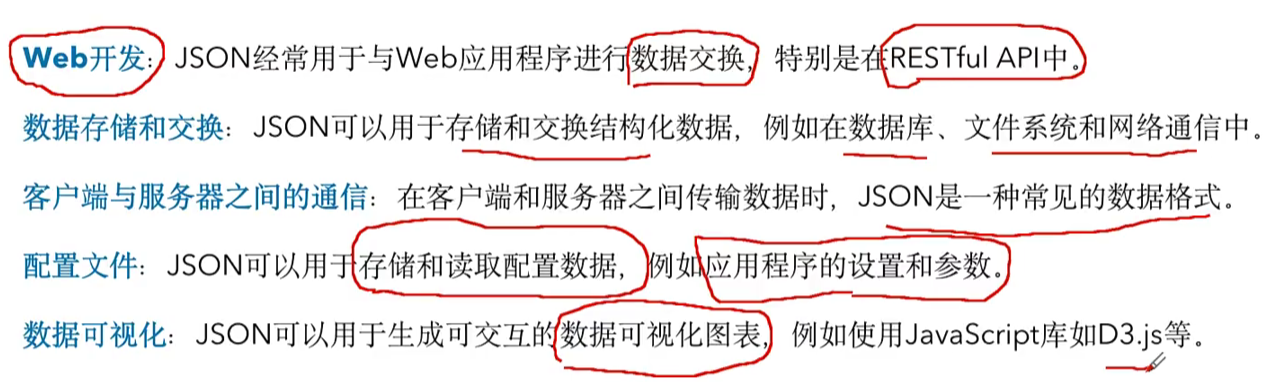 Web开发：JSON经常用于与Web应用程序进行数据交换，特别是在RESTful API中。
数据存储和交换：JSON可以用于存储和交换结构化数据，例如在数据库、文件系统和网络通信中。
客户端与服务器之间的通信：在客户端和服务器之间传输数据时，JSON是一种常见的数据格式。
配置文件：JSON可以用于存储和读取配置数据，例如应用程序的设置和参数。
数据可视化：JSON可以用于生成可交互的数据可视化图表，例如使用JavaScript库如D3.js等。